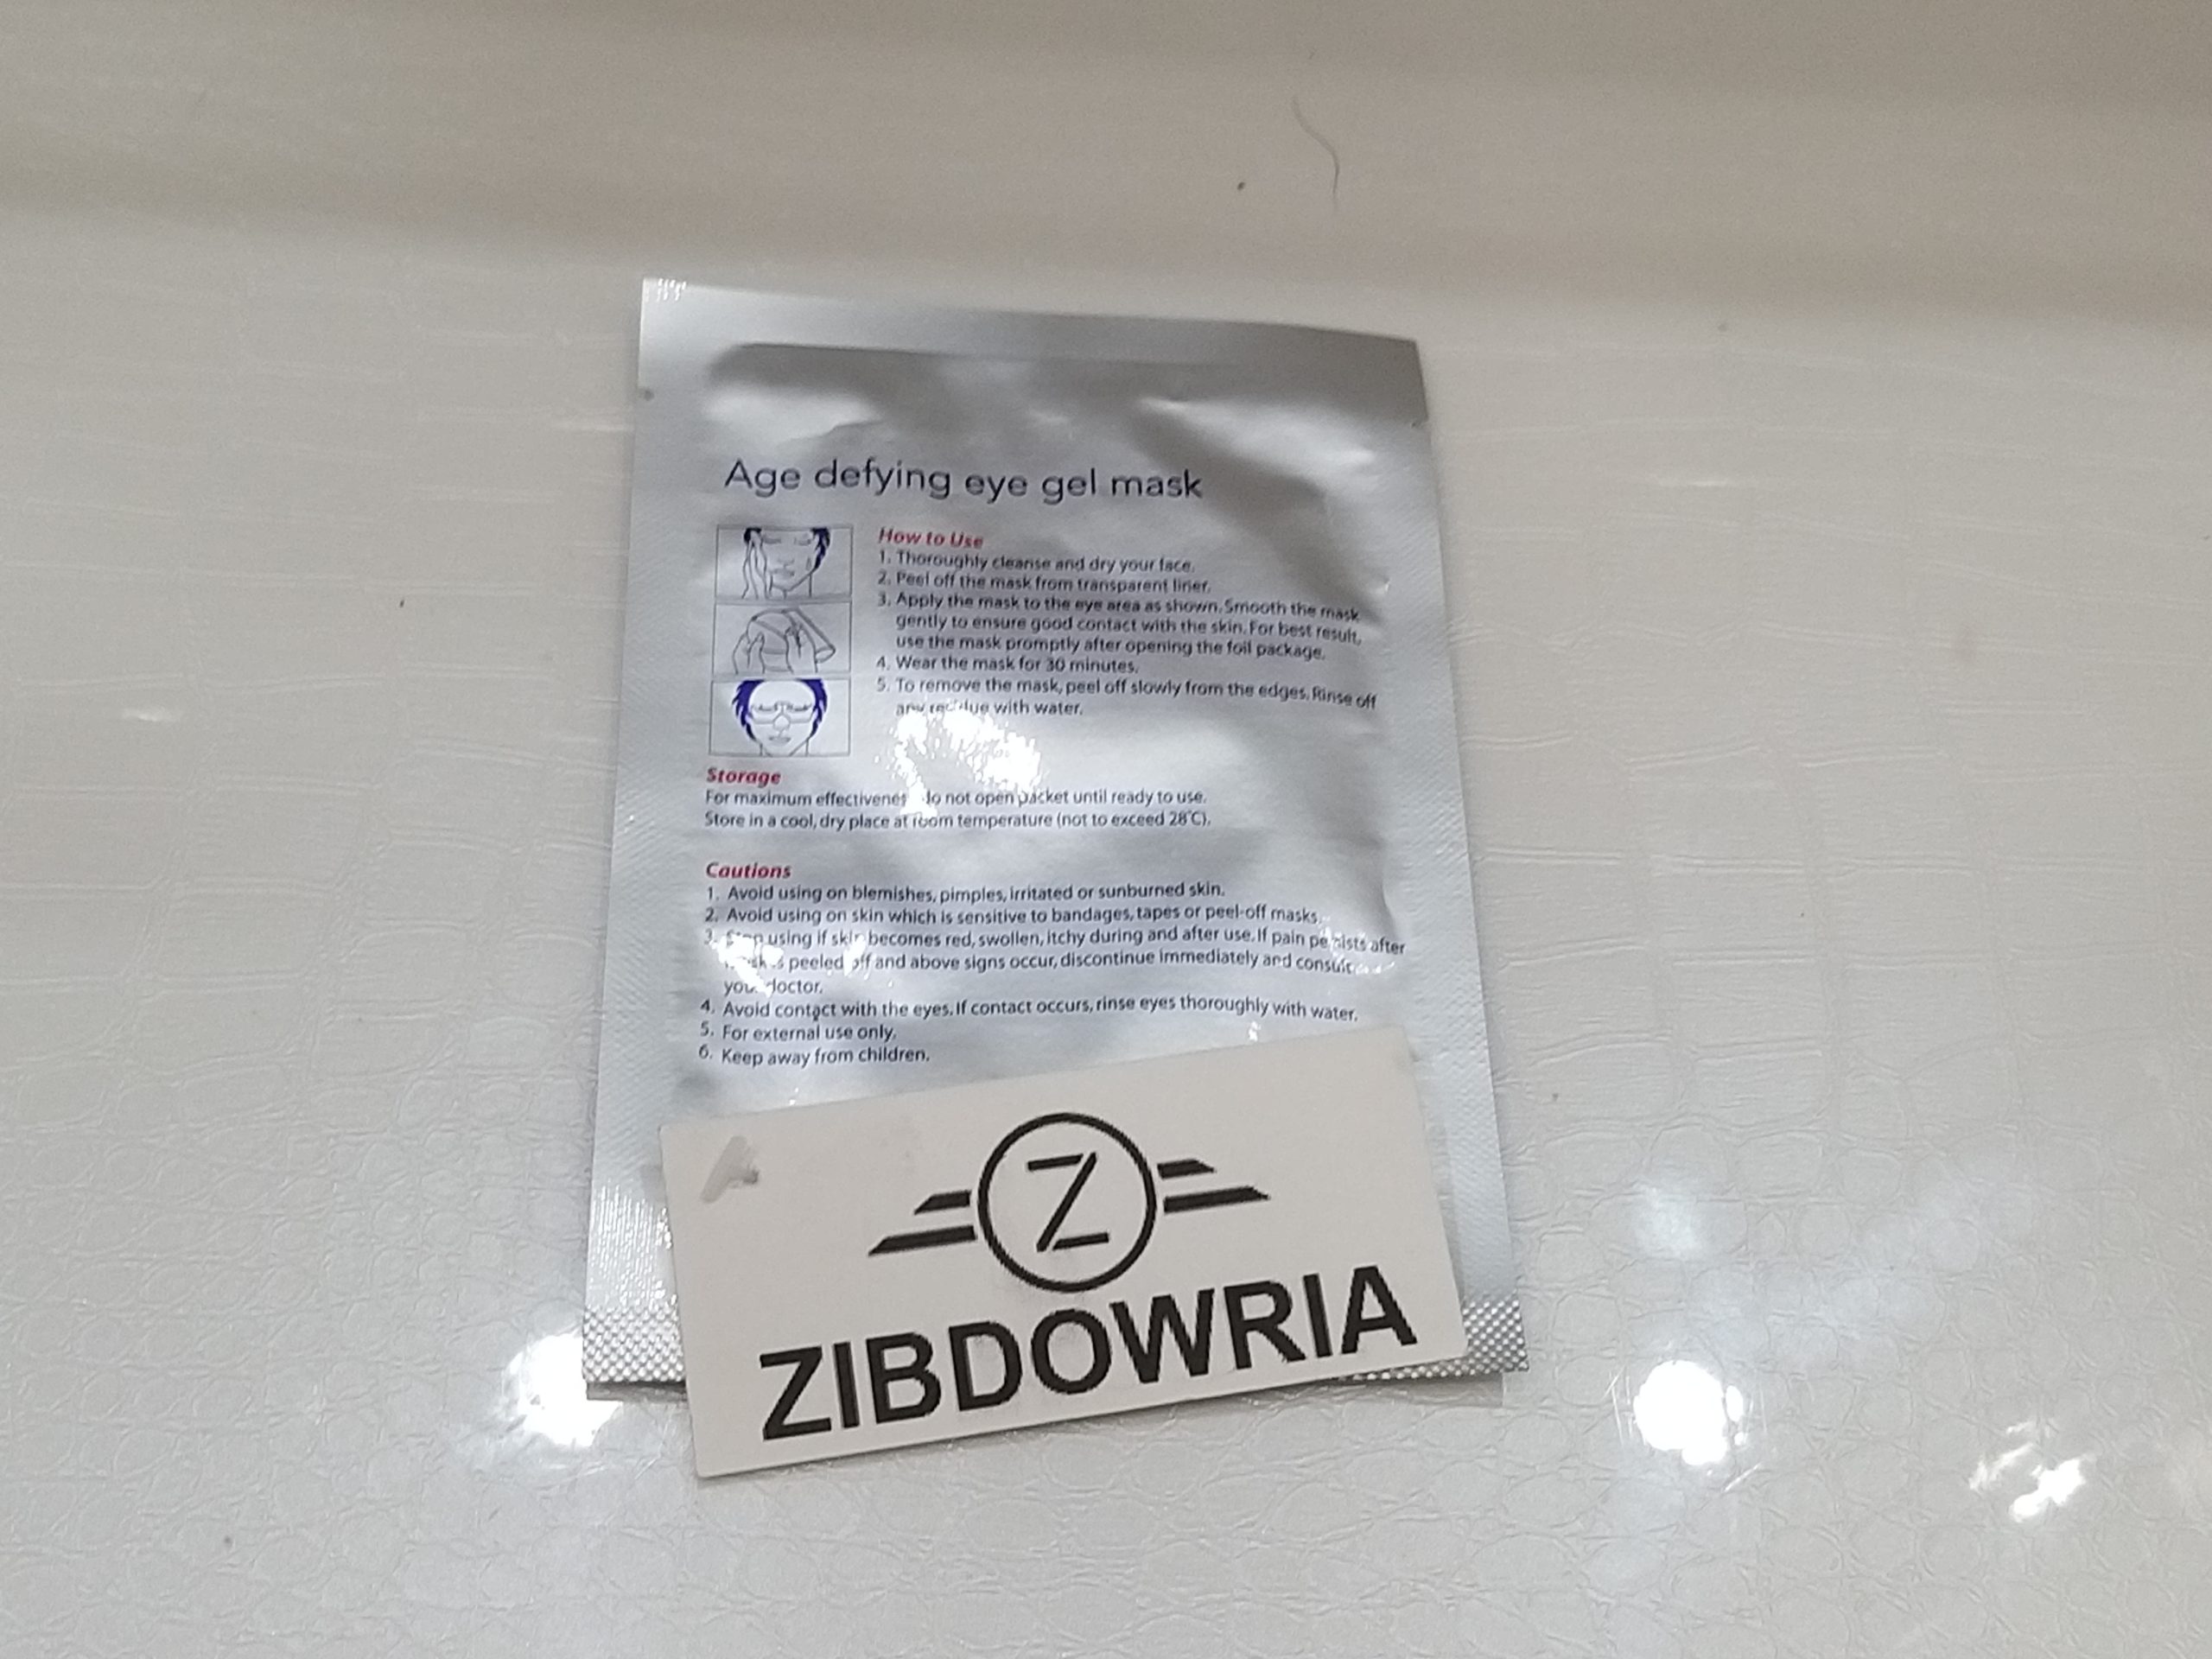 Age defying eye gel mask
How to Use
1. Thoroughly cleanse and dry your face.
2. Peel off the mask from transparent liner.
3. Apply the mask to the eye area as shown. Smooth the mask
gently to ensure good contact with the skin. For best result,
use the mask promptly after opening the foil package.
4. Wear the mask for 30 minutes.
5. To remove the mask, peel off slowly from the edges. Rinse off
any residue with water.
Storage
For maximum do not open packet until ready to use.
Store in a cool, dry place at room temperature (not to exceed 28°C).
Cautions
1. Avoid using on blemishes, pimples, irritated or sunburned skin.
2. Avoid using on skin which is sensitive to bandages, tapes or peel-off masks.
3. Stop using if skin becomes red, swollen, itchy during and after use. If pain persists after
peeled off and above signs occur, discontinue immediately and consult
your doctor.
4. Avoid contact with the eyes. If contact occurs, rinse eyes thoroughly with water.
5. For external use only.
6. Keep away from children.
Z
ZIBDOWRIA